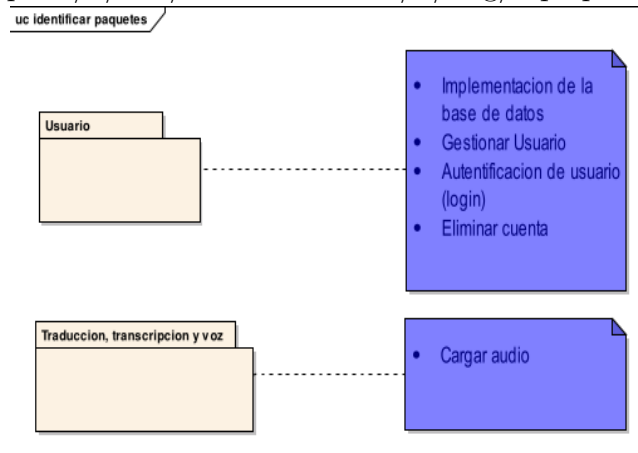 uc identificar paquetes
Usuario
• Implementacion de la
base de datos
• Gestionar Usuario
• Autentificacion de usuario
(login)
• Eliminar cuenta
Traduccion, transcripcion y voz
• Cargar audio